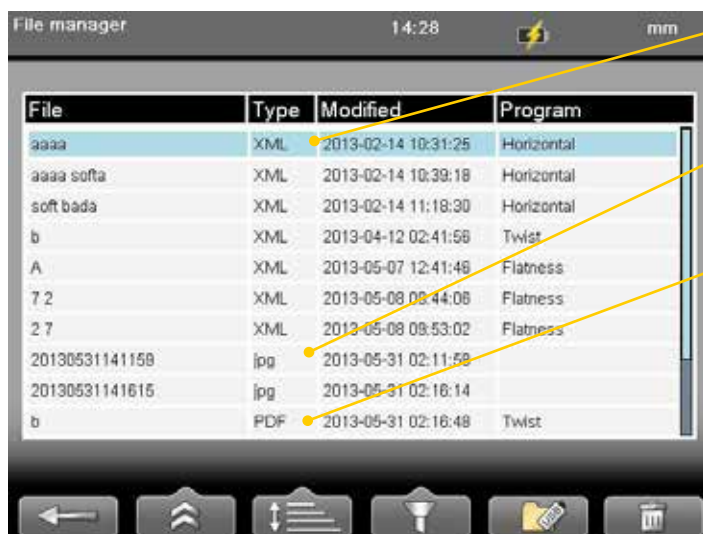 File manager 14:28 mm
File Type Modified Program
aaaa XML 2013-02-14 10:31:25 Horizontal
aaaa softa XML 2013-02-14 10:39:18 Horizontal
soft bada XML 2013-02-14 11:18:30 Horizontal
b XML 2013-04-12 02:41:56 Twist
A XML 2013-05-07 12:41:46 Flatness
7 2 XML 2013-05-08 09:44:06 Flatness
2 7 XML 2013-05-08 09:53:02 Flatness
20130531141159 jpg 2013-05-31 02:11:58
20130531141615 jpg 2013-05-31 02:16:14
b PDF 2013-05-31 02:16:48 Twist